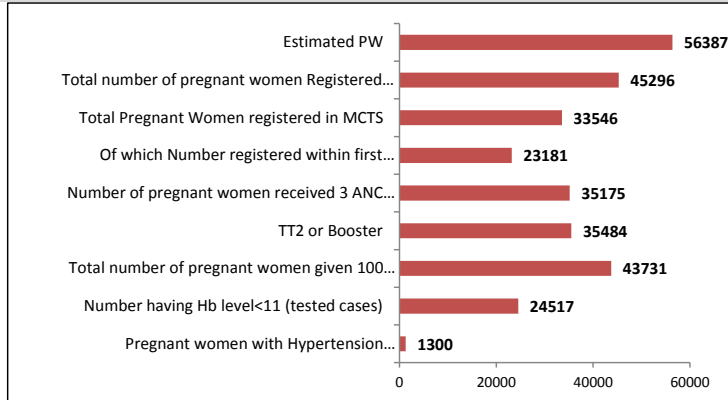 Estimated PW 56387
Total number of pregnant women Registered… 45296
Total Pregnant Women registered in MCTS 33546
Of which Number registered within first… 23181
Number of pregnant women received 3 ANC… 35175
TT2 or Booster 35484
Total number of pregnant women given 100… 43731
Number having Hb level<11 (tested cases) 24517
Pregnant women with Hypertension… 1300
0 20000 40000 60000